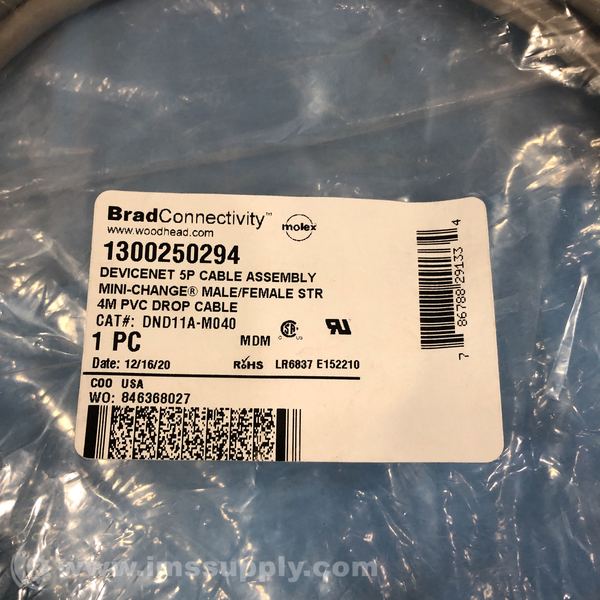 BradConnectivity™
www.woodhead.com
molex
1300250294
DEVICENET 5P CABLE ASSEMBLY
MINI-CHANGE® MALE/FEMALE STR
4M PVC DROP CABLE
CAT#: DND11A-M040
1 PC
MDM
Date: 12/16/20
RoHS
LR6837 E152210
COO USA
WO: 846368027
7 86788 29133 4
www.imssupply.com